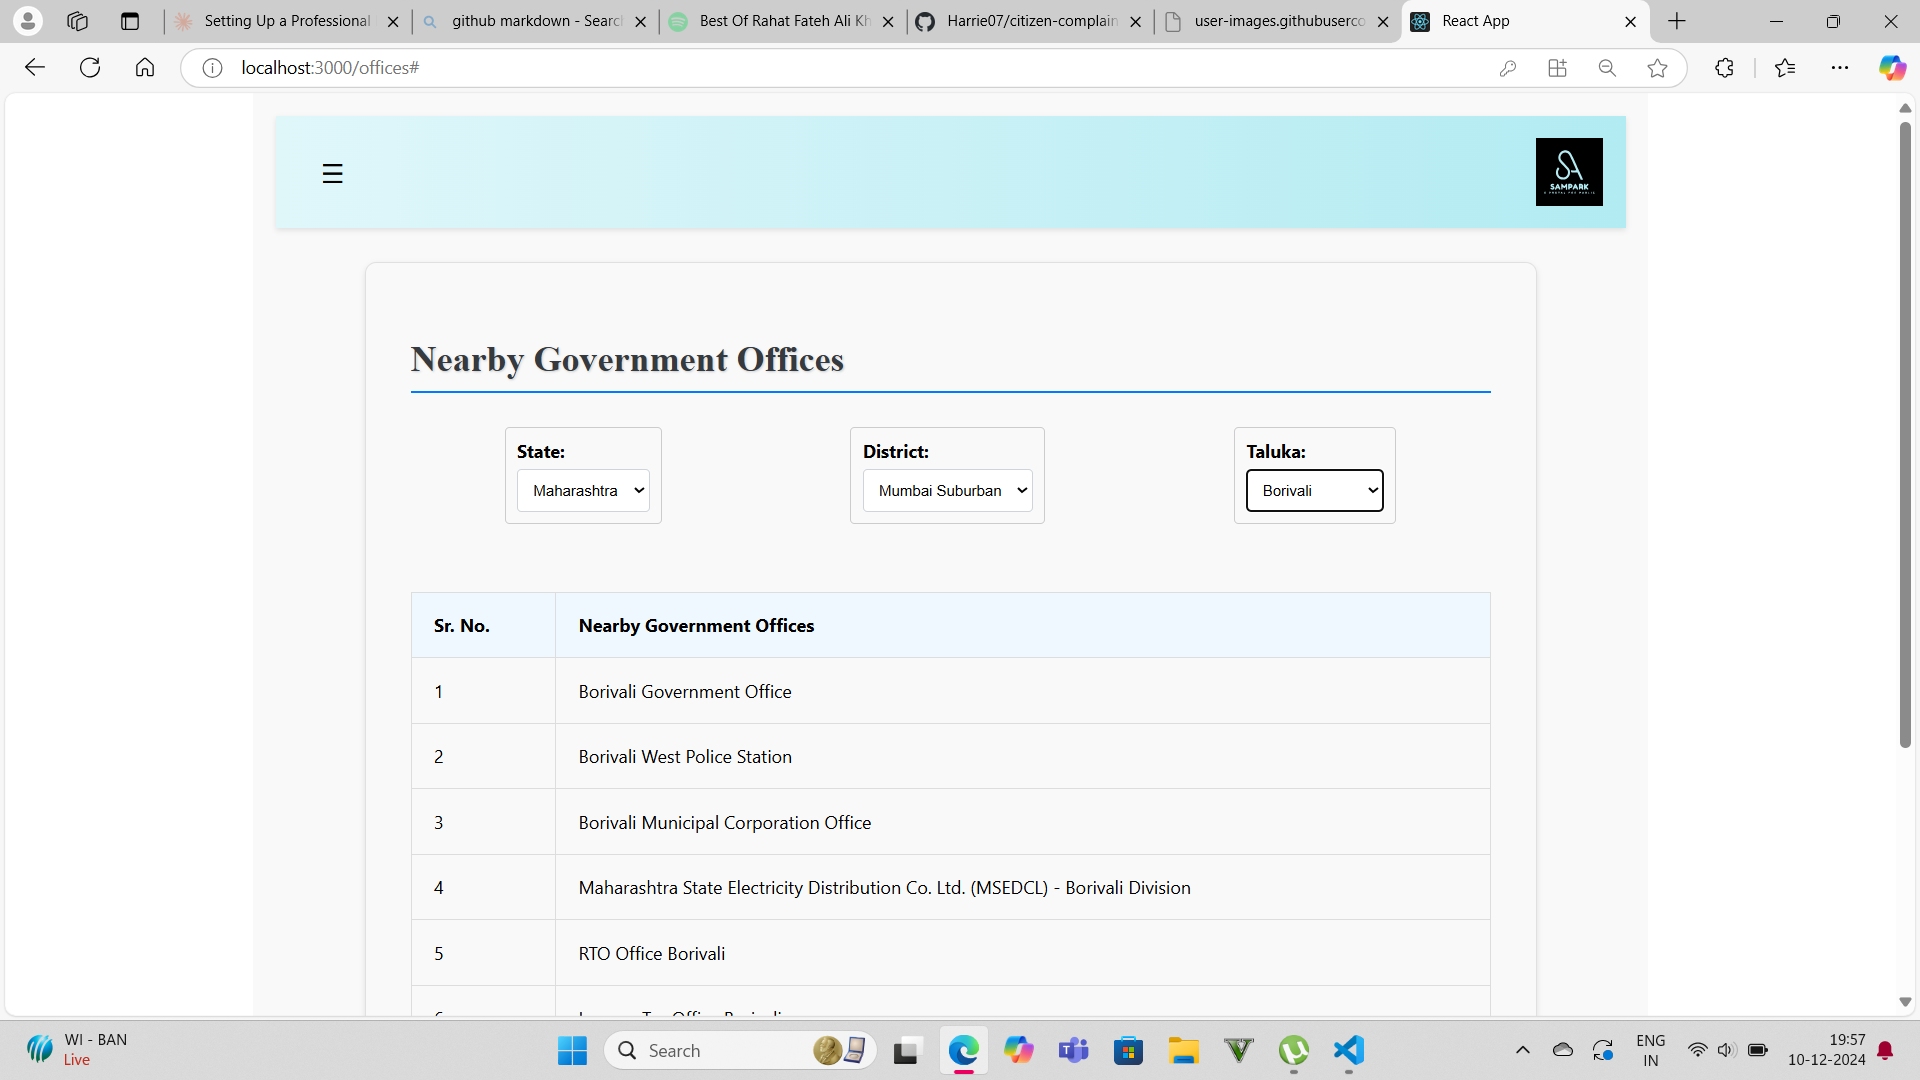 Setting Up a Professional
github markdown - Searc
Best Of Rahat Fateh Ali Kh
Harrie07/citizen-complain
user-images.githubuserco
React App
localhost:3000/offices#
SAMPARK
Nearby Government Offices
State:
District:
Taluka:
Maharashtra
Mumbai Suburban
Borivali
Sr. No.
Nearby Government Offices
1
Borivali Government Office
2
Borivali West Police Station
3
Borivali Municipal Corporation Office
4
Maharashtra State Electricity Distribution Co. Ltd. (MSEDCL) - Borivali Division
5
RTO Office Borivali
WI - BAN
Live
Search
ENG
IN
19:57
10-12-2024